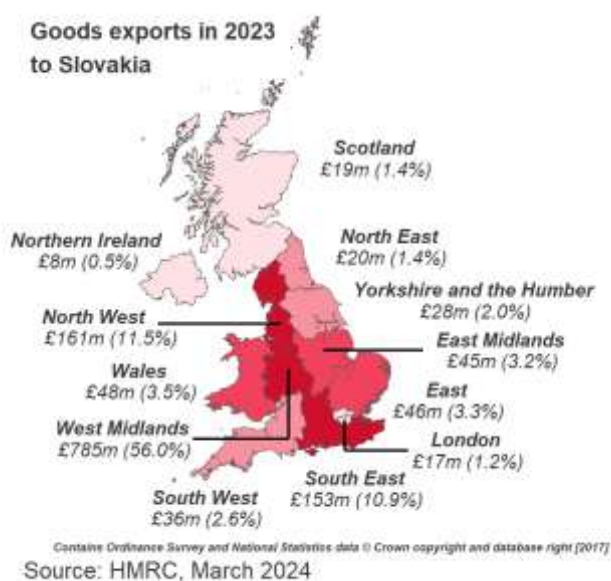 Goods exports in 2023
to Slovakia
Scotland
£19m (1.4%)
Northern Ireland
£8m (0.5%)
North East
£20m (1.4%)
Yorkshire and the Humber
£28m (2.0%)
North West
£161m (11.5%)
East Midlands
£45m (3.2%)
Wales
£48m (3.5%)
East
£46m (3.3%)
West Midlands
£785m (56.0%)
London
£17m (1.2%)
South East
£153m (10.9%)
South West
£36m (2.6%)
Contains Ordinance Survey and National Statistics data © Crown copyright and database right [2017]
Source: HMRC, March 2024